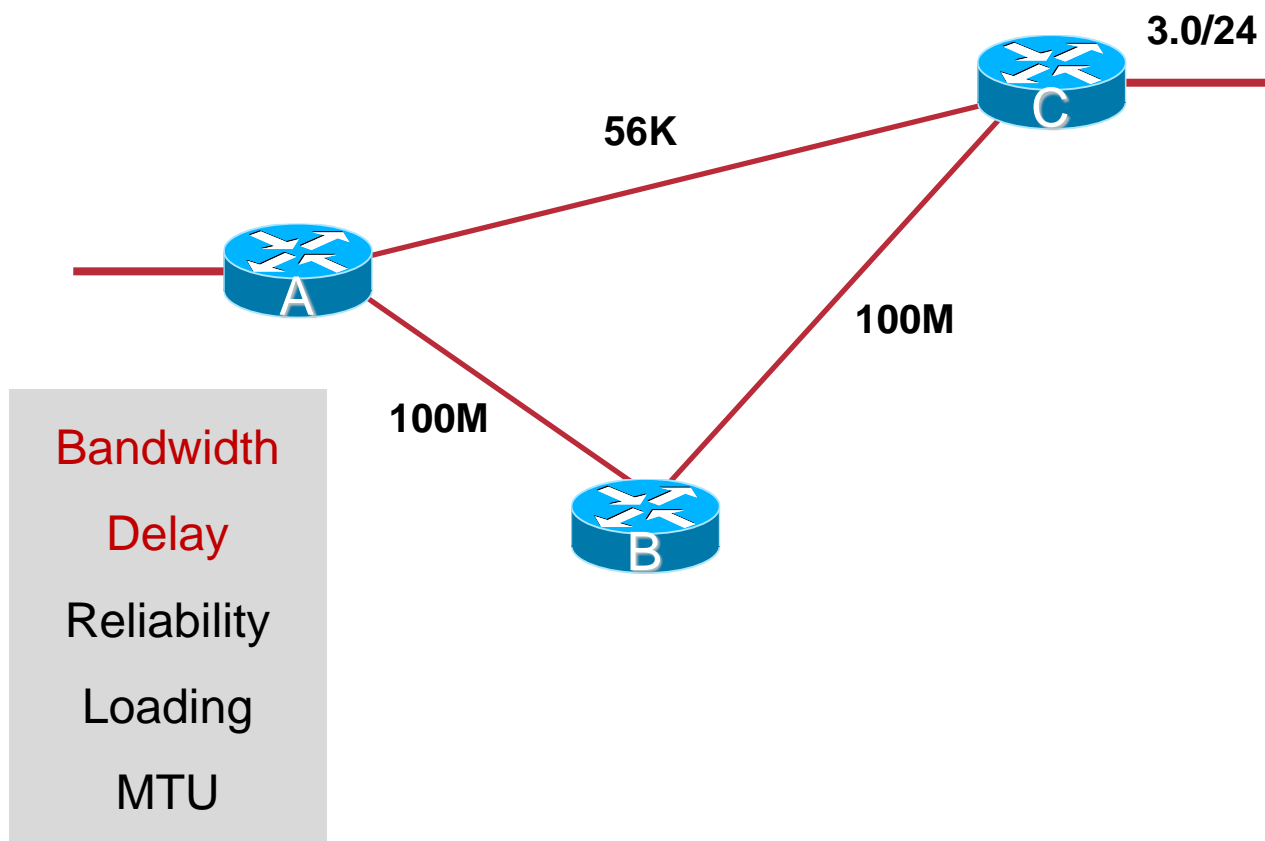 3.0/24
C
56K
A
100M
100M
B
Bandwidth
Delay
Reliability
Loading
MTU